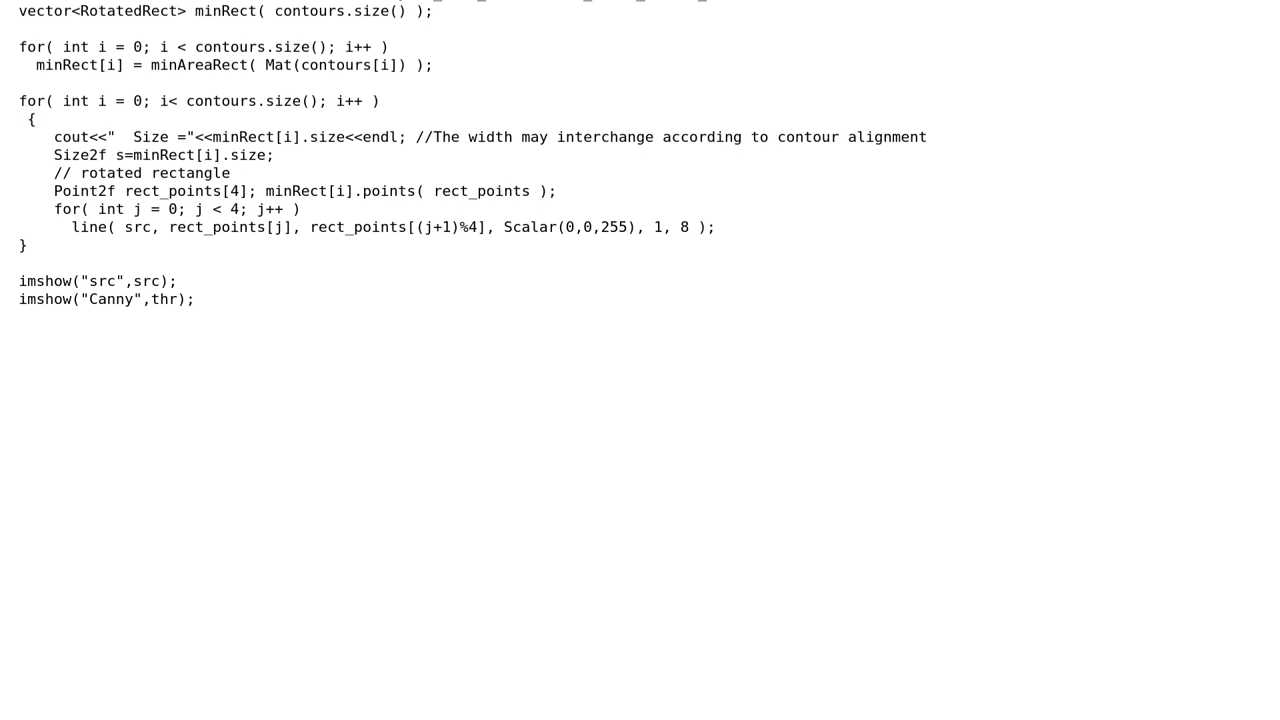 vector<RotatedRect> minRect( contours.size() );

for( int i = 0; i < contours.size(); i++ )
  minRect[i] = minAreaRect( Mat(contours[i]) );

for( int i = 0; i< contours.size(); i++ )
 {
    cout<<"  Size ="<<minRect[i].size<<endl; //The width may interchange according to contour alignment
    Size2f s=minRect[i].size;
    // rotated rectangle
    Point2f rect_points[4]; minRect[i].points( rect_points );
    for( int j = 0; j < 4; j++ )
      line( src, rect_points[j], rect_points[(j+1)%4], Scalar(0,0,255), 1, 8 );
}

imshow("src",src);
imshow("Canny",thr);